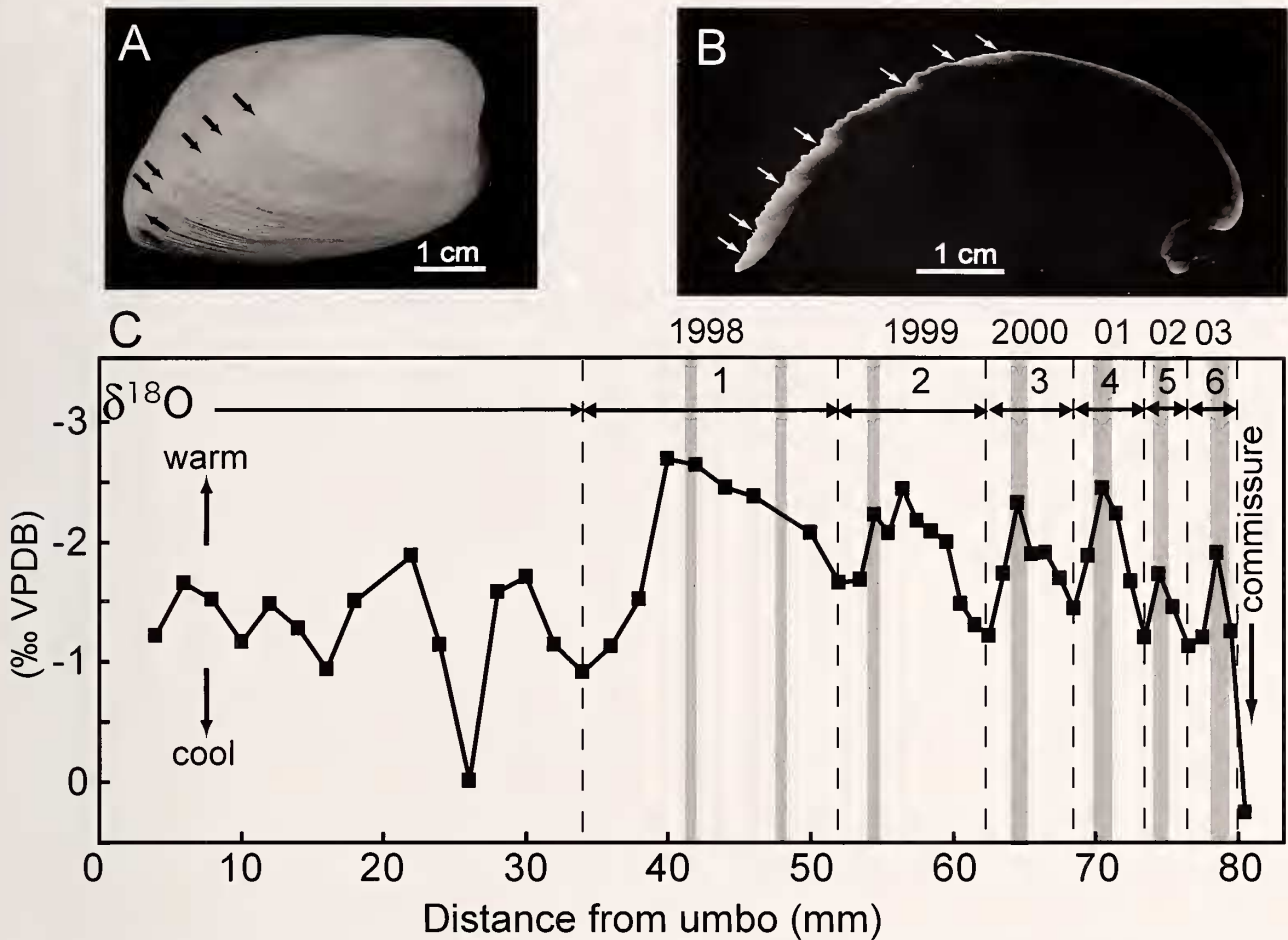 A
1 cm
B
1 cm
C
1998 1999 2000 01 02 03
1 2 3 4 5 6
δ18O
-3
-2
-1
0
(‰ VPDB)
warm
cool
commissure
0 10 20 30 40 50 60 70 80
Distance from umbo (mm)